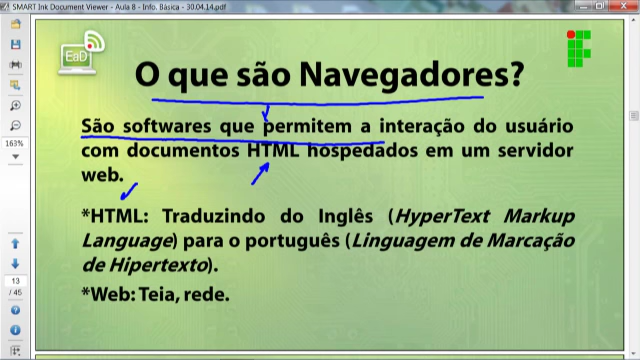 SMART Ink Document Viewer - Aula 8 - Info. Básica - 30.04.14.pdf
EaD
O que são Navegadores?
São softwares que permitem a interação do usuário
com documentos HTML hospedados em um servidor
web.
163%
*HTML: Traduzindo do Inglês (HyperText Markup
Language) para o português (Linguagem de Marcação
de Hipertexto).
13
/ 45
*Web: Teia, rede.